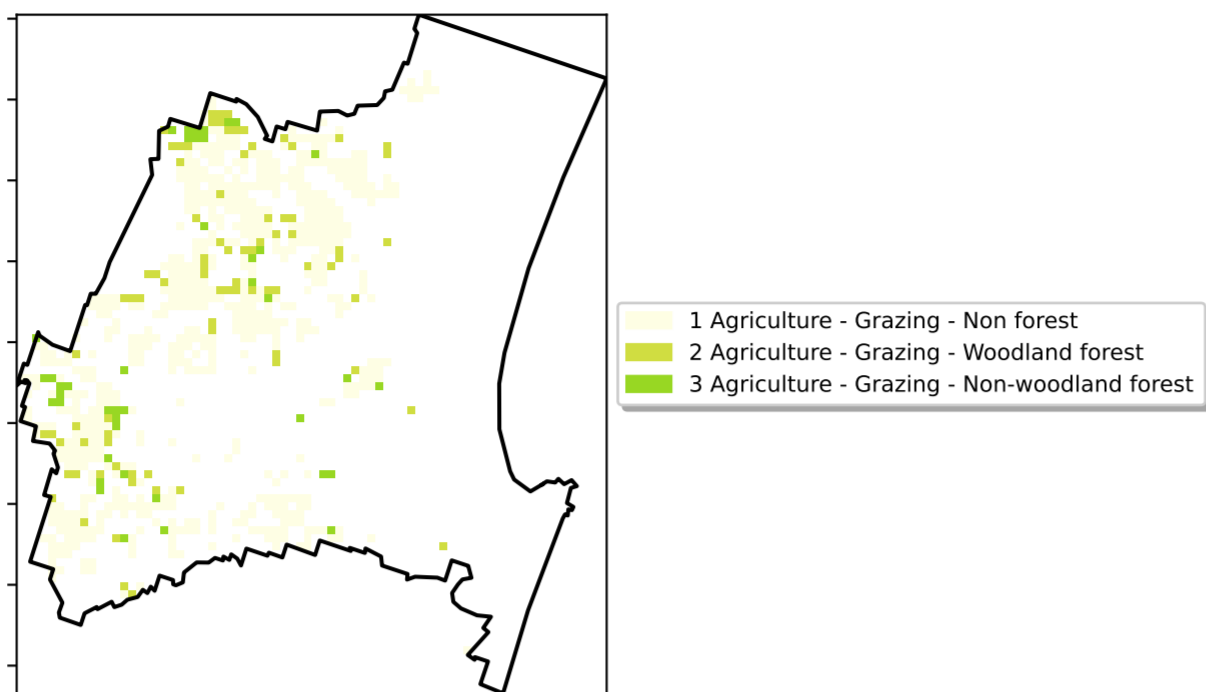 1 Agriculture - Grazing - Non forest
2 Agriculture - Grazing - Woodland forest
3 Agriculture - Grazing - Non-woodland forest